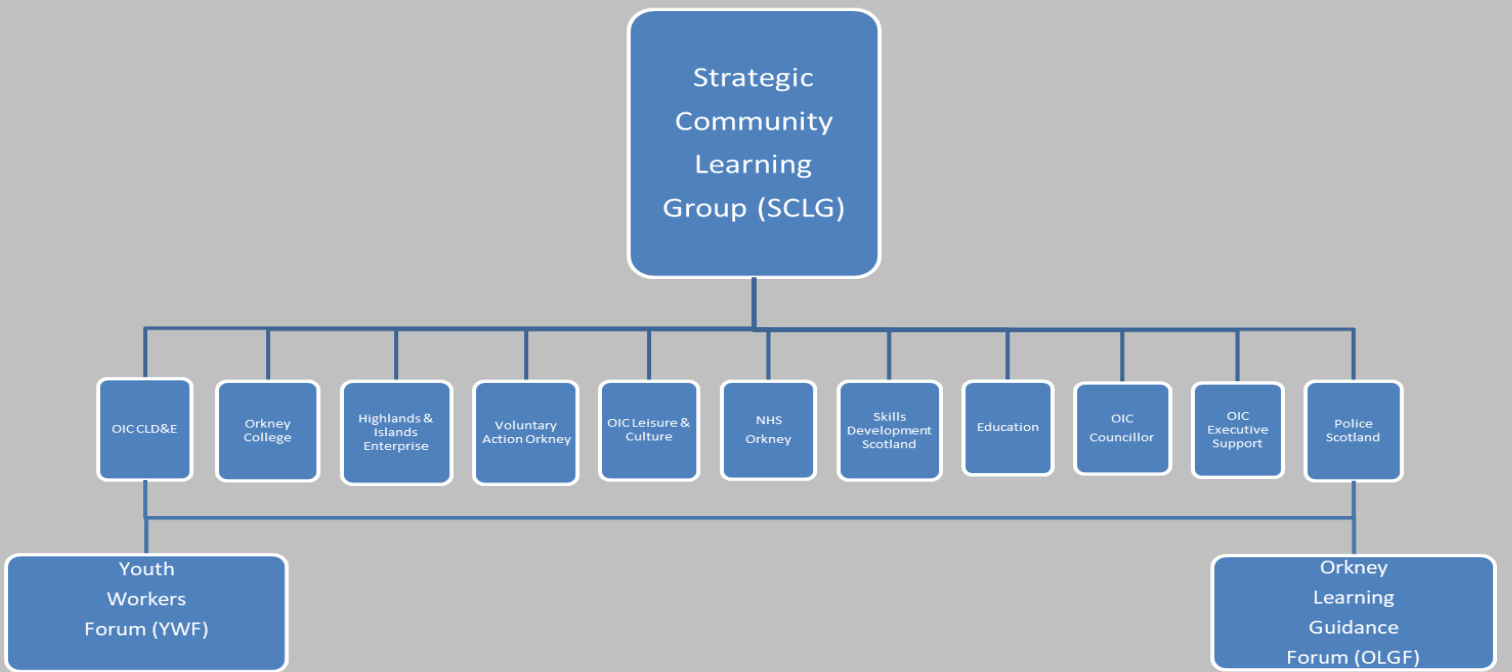 Strategic
Community
Learning
Group (SCLG)
OIC CLD&E
Orkney
College
Highlands &
Islands
Enterprise
Voluntary
Action Orkney
OIC Leisure &
Culture
NHS
Orkney
Skills
Development
Scotland
Education
OIC
Councillor
OIC
Executive
Support
Police
Scotland
Youth
Workers
Forum (YWF)
Orkney
Learning
Guidance
Forum (OLGF)